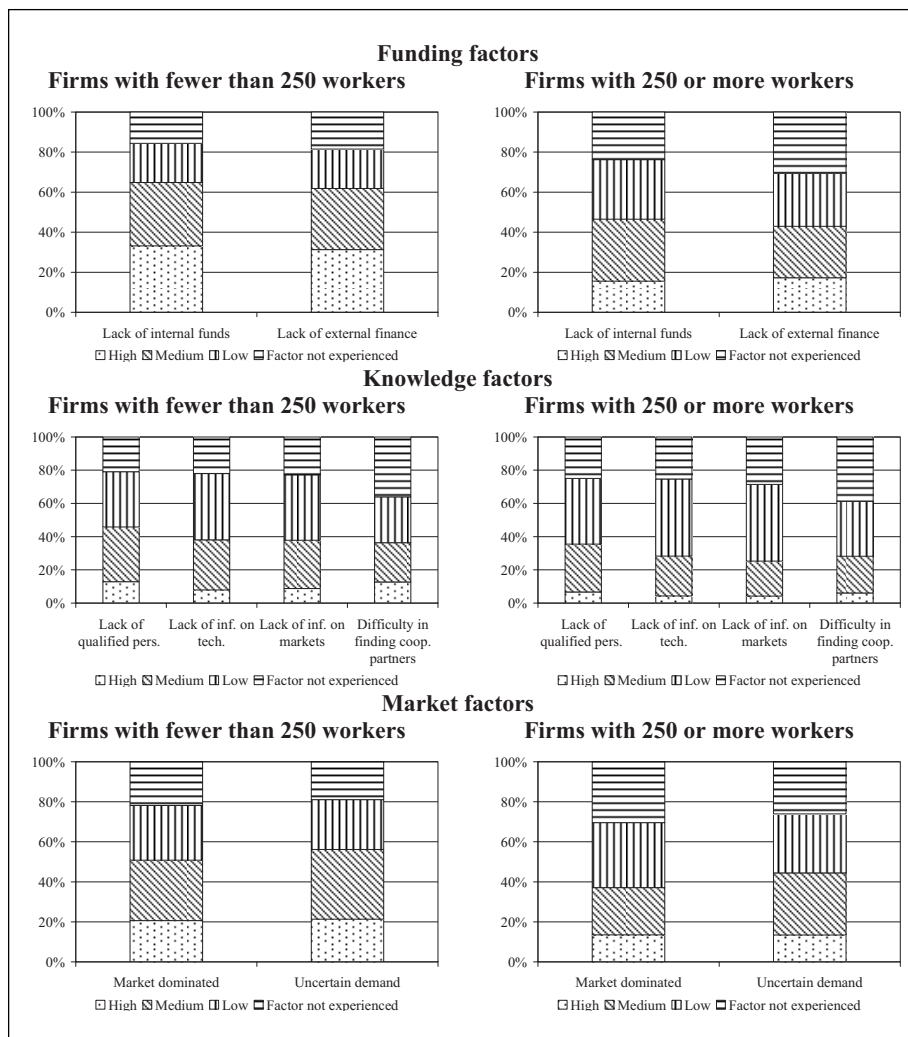 Funding factors
Firms with fewer than 250 workers
100%
80%
60%
40%
20%
0%
Lack of internal funds Lack of external finance
High Medium Low Factor not experienced
Firms with 250 or more workers
100%
80%
60%
40%
20%
0%
Lack of internal funds Lack of external finance
High Medium Low Factor not experienced
Knowledge factors
Firms with fewer than 250 workers
100%
80%
60%
40%
20%
0%
Lack of Lack of inf. on Lack of inf. on Difficulty in
qualified pers. tech. markets finding coop.
partners
High Medium Low Factor not experienced
Firms with 250 or more workers
100%
80%
60%
40%
20%
0%
Lack of Lack of inf. on Lack of inf. on Difficulty in
qualified pers. tech. markets finding coop.
partners
High Medium Low Factor not experienced
Market factors
Firms with fewer than 250 workers
100%
80%
60%
40%
20%
0%
Market dominated Uncertain demand
High Medium Low Factor not experienced
Firms with 250 or more workers
100%
80%
60%
40%
20%
0%
Market dominated Uncertain demand
High Medium Low Factor not experienced